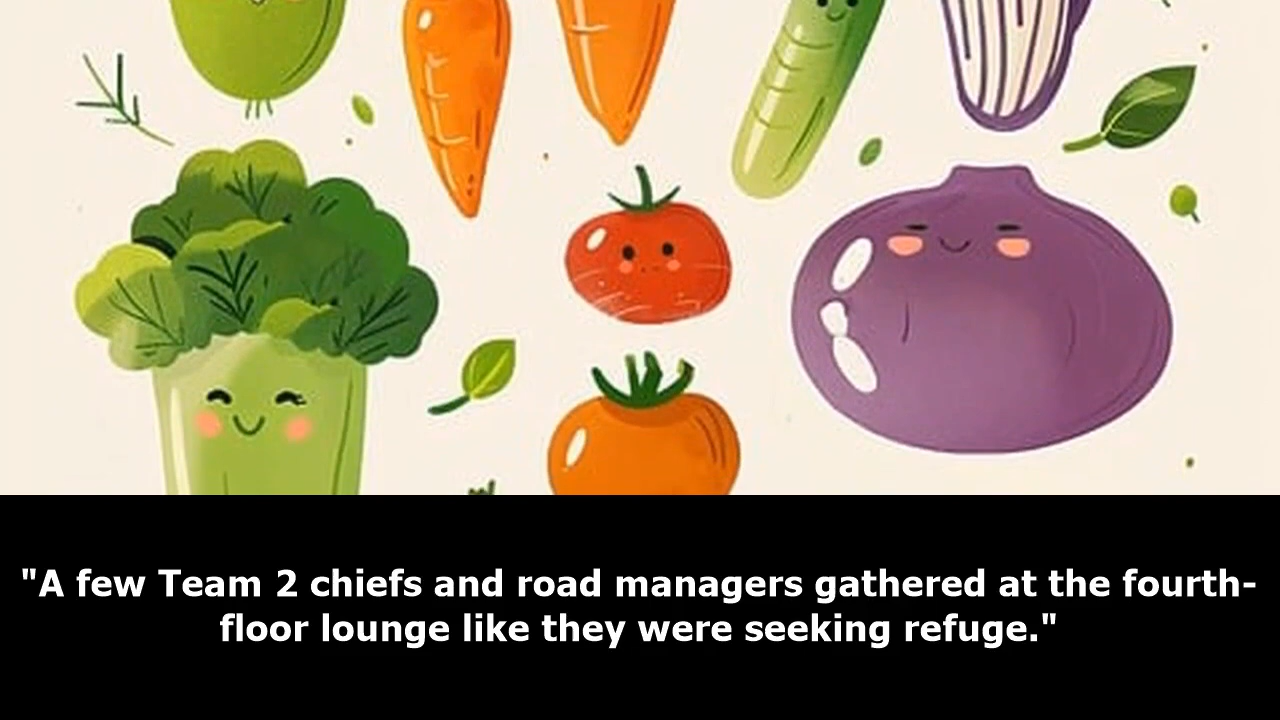 "A few Team 2 chiefs and road managers gathered at the fourth-
floor lounge like they were seeking refuge."